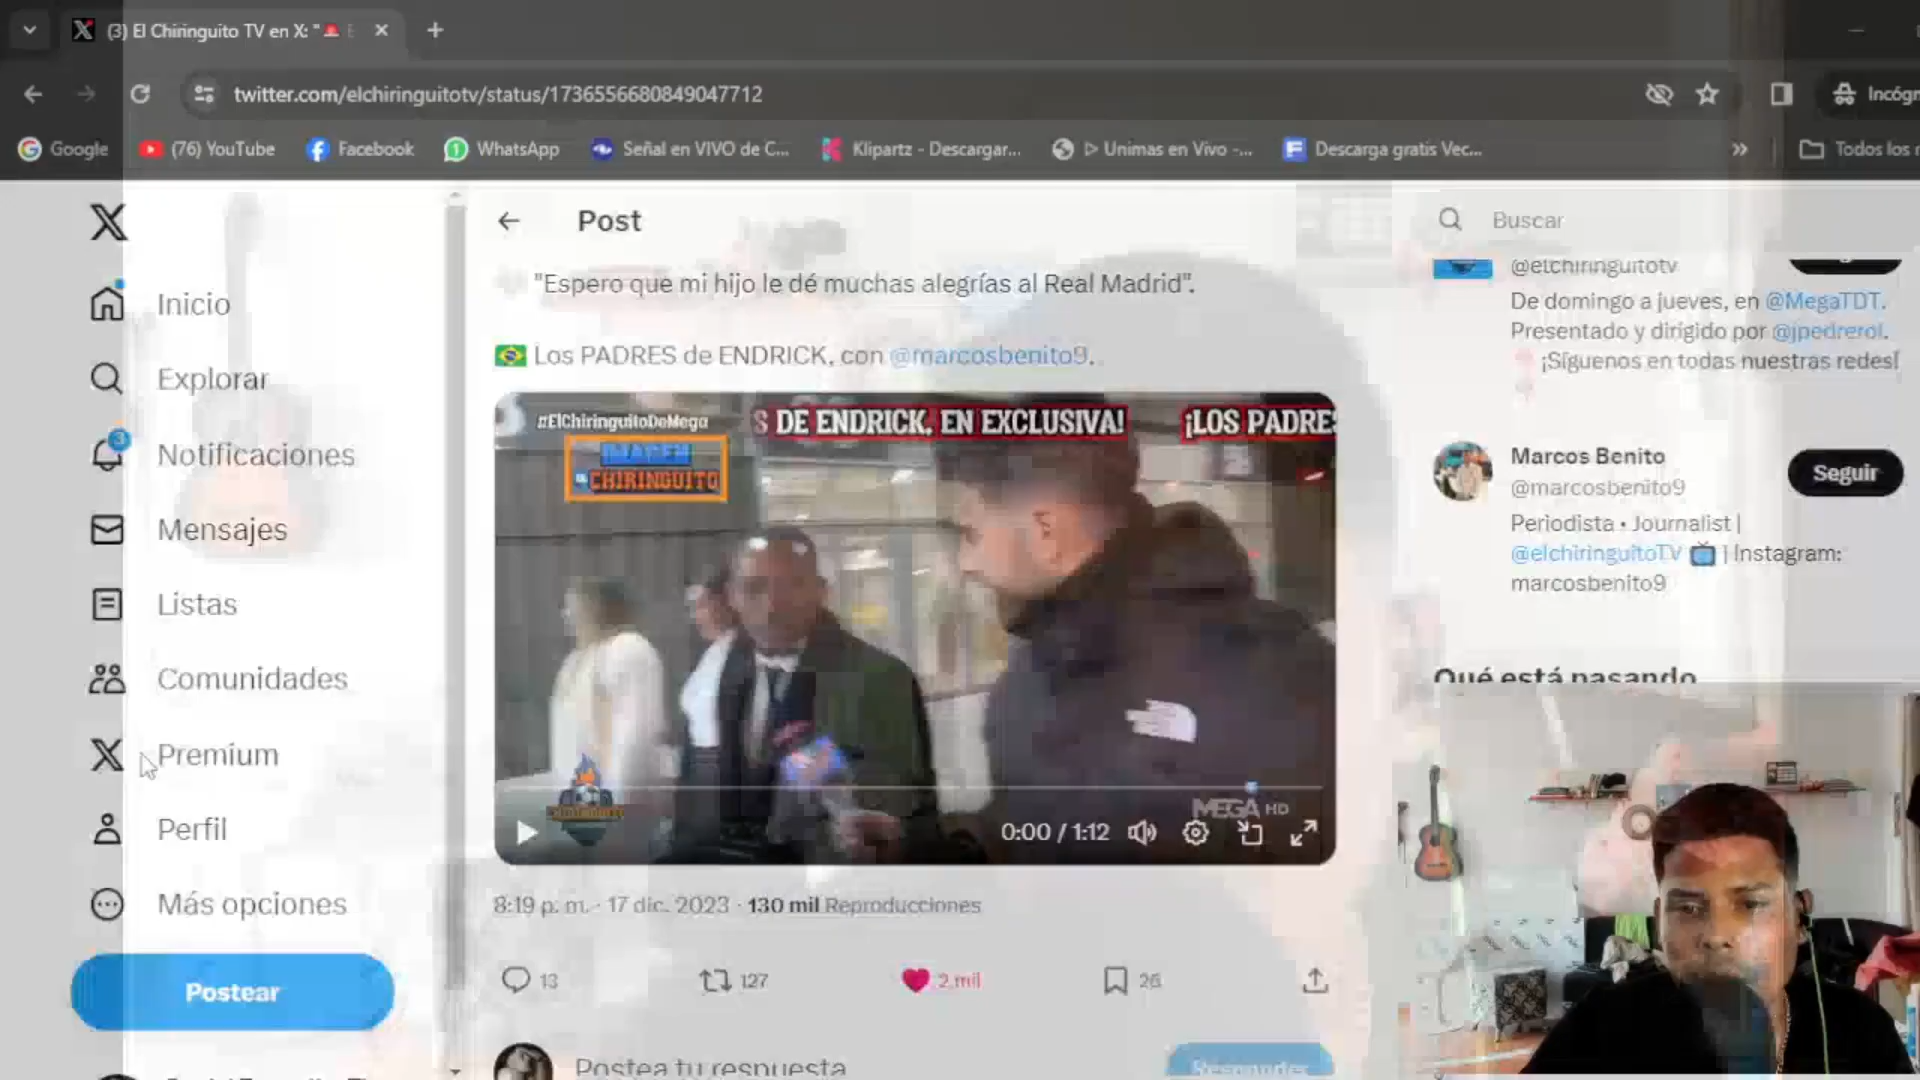 (3) El Chiringuito TV en X: "
twitter.com/elchiringuitotv/status/1736556680849047712
Incógn
Google
(76) YouTube
Facebook
WhatsApp
Señal en VIVO de C...
Klipartz - Descargar...
▷ Unimas en Vivo -...
Descarga gratis Vec...
»
Todos los
Inicio
Explorar
3
Notificaciones
Mensajes
Listas
Comunidades
Premium
Perfil
Más opciones
Postear
Post
"Espero que mi hijo le dé muchas alegrías al Real Madrid".
Los PADRES de ENDRICK, con @marcosbenito9.
#ElChiringuitoDeMega
S DE ENDRICK, EN EXCLUSIVA! ¡LOS PADRES
CHIRINGUITO
MEGA HD
0:00 / 1:12
8:19 p. m. · 17 dic. 2023 · 130 mil Reproducciones
13
127
2 mil
26
Postea tu respuesta
Responder
Buscar
@elchiringuitotv
De domingo a jueves, en @MegaTDT.
Presentado y dirigido por @jpedrerol.
¡Síguenos en todas nuestras redes!
Marcos Benito
@marcosbenito9
Seguir
Periodista • Journalist |
@elchiringuitoTV | Instagram:
marcosbenito9
Qué está pasando